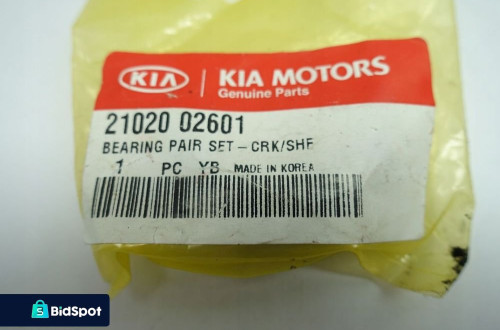 KIA
KIA MOTORS
Genuine Parts
21020 02601
BEARING PAIR SET-CRK/SHF
1 PC YB MADE IN KOREA
S
BidSpot